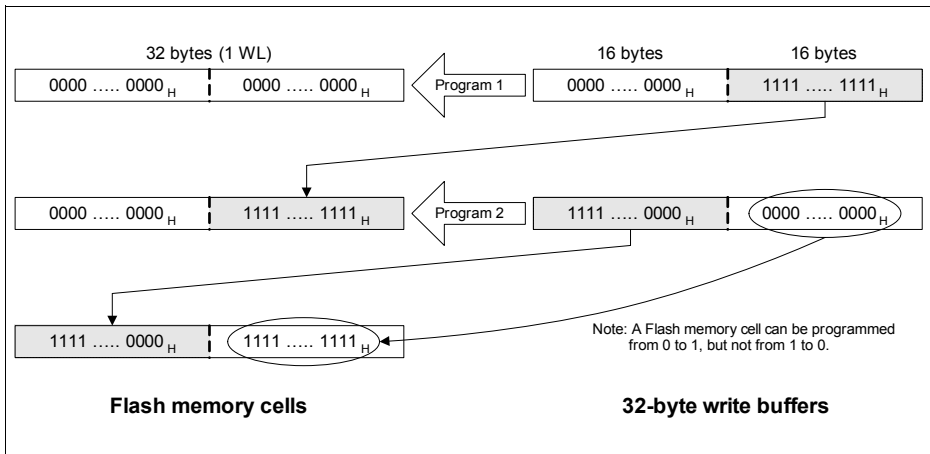 32 bytes (1 WL)
16 bytes
16 bytes
0000 ..... 0000 H
0000 ..... 0000 H
Program 1
0000 ..... 0000 H
1111 ..... 1111 H
0000 ..... 0000 H
1111 ..... 1111 H
Program 2
1111 ..... 0000 H
0000 ..... 0000 H
1111 ..... 0000 H
1111 ..... 1111 H
Note: A Flash memory cell can be programmed
from 0 to 1, but not from 1 to 0.
Flash memory cells
32-byte write buffers